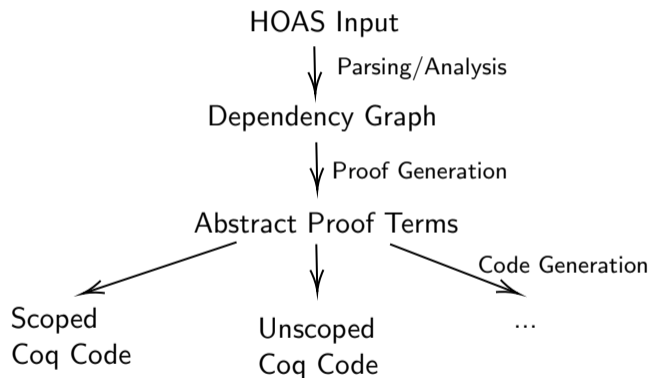 HOAS Input
Parsing/Analysis
Dependency Graph
Proof Generation
Abstract Proof Terms
Code Generation
Scoped
Coq Code
Unscoped
Coq Code
...